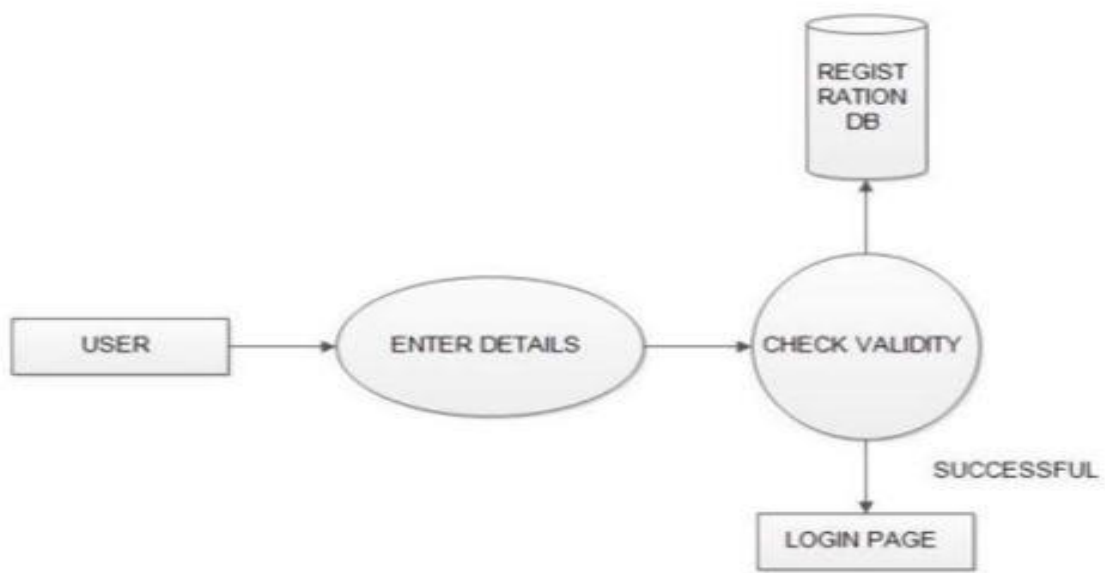 REGIST
RATION
DB
USER
ENTER DETAILS
CHECK VALIDITY
SUCCESSFUL
LOGIN PAGE